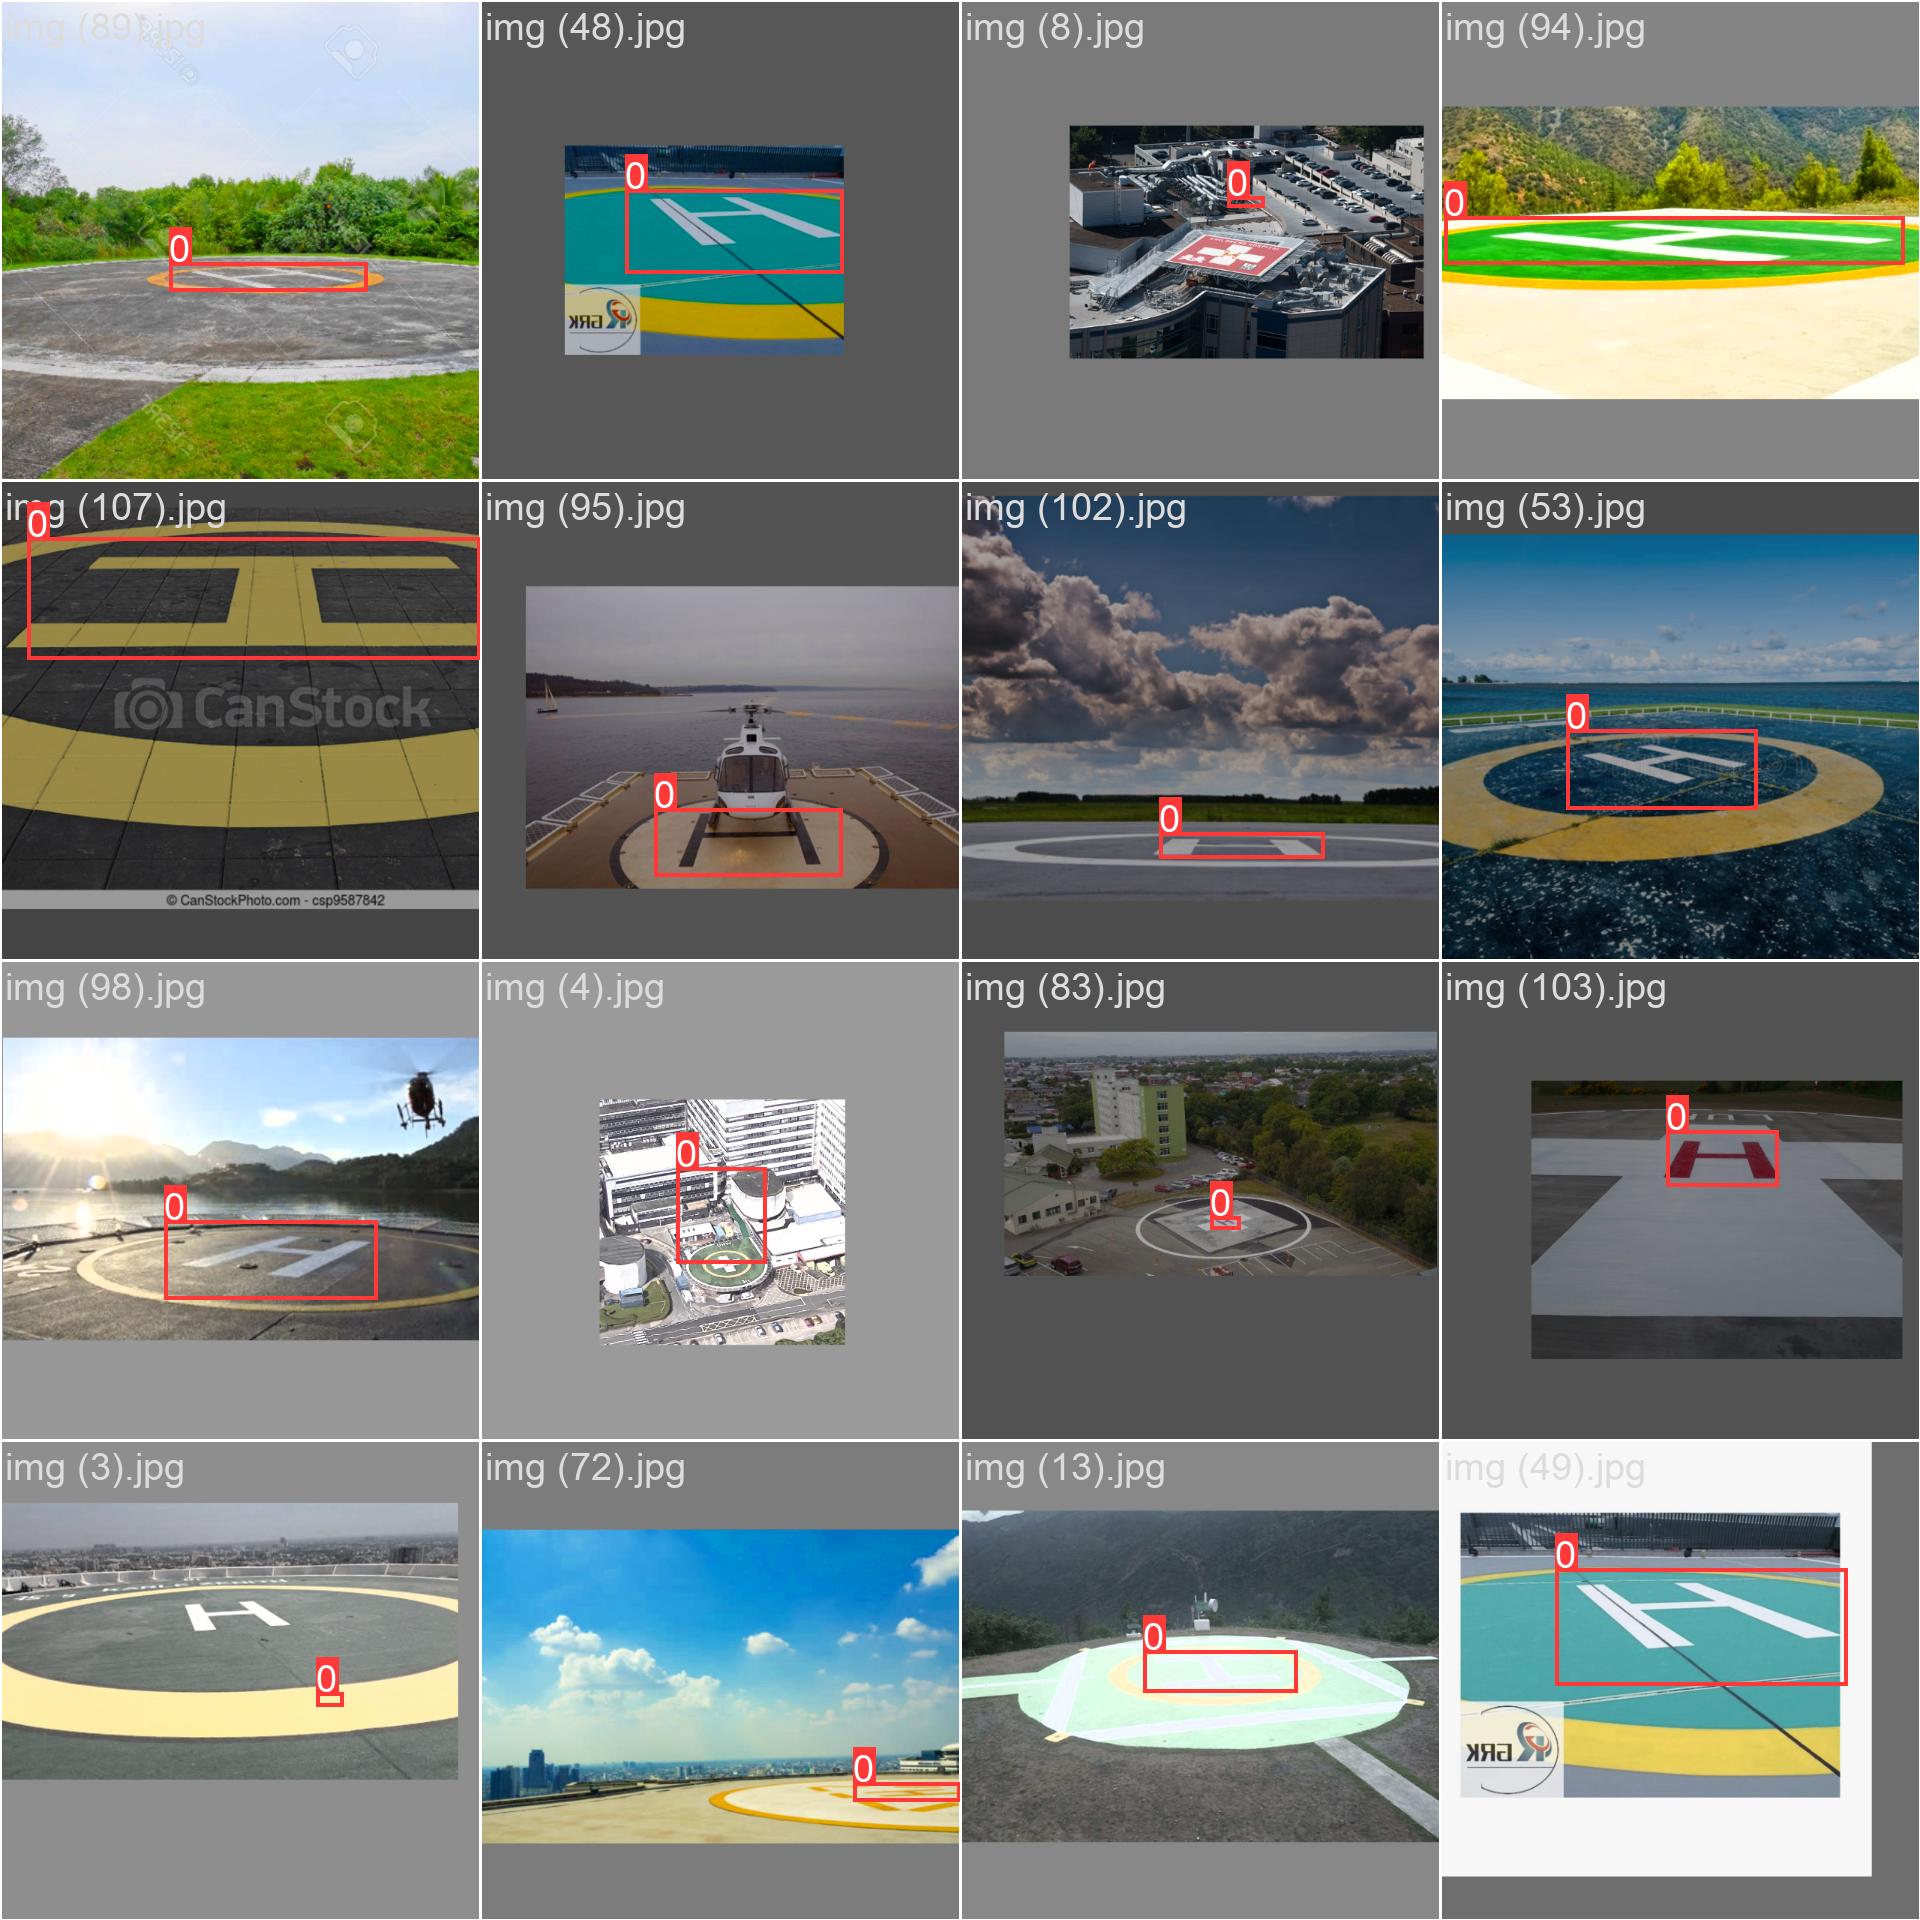 img (89).jpg
img (48).jpg
img (8).jpg
img (94).jpg
0
0
0
0
H
H
H
img (107).jpg
img (95).jpg
img (102).jpg
img (53).jpg
0
0
0
0
H
H
H
H
CanStock
© CanStockPhoto.com - csp9587842
img (98).jpg
img (4).jpg
img (83).jpg
img (103).jpg
0
0
0
0
H
H
img (3).jpg
img (72).jpg
img (13).jpg
img (49).jpg
0
0
0
0
H
H
H